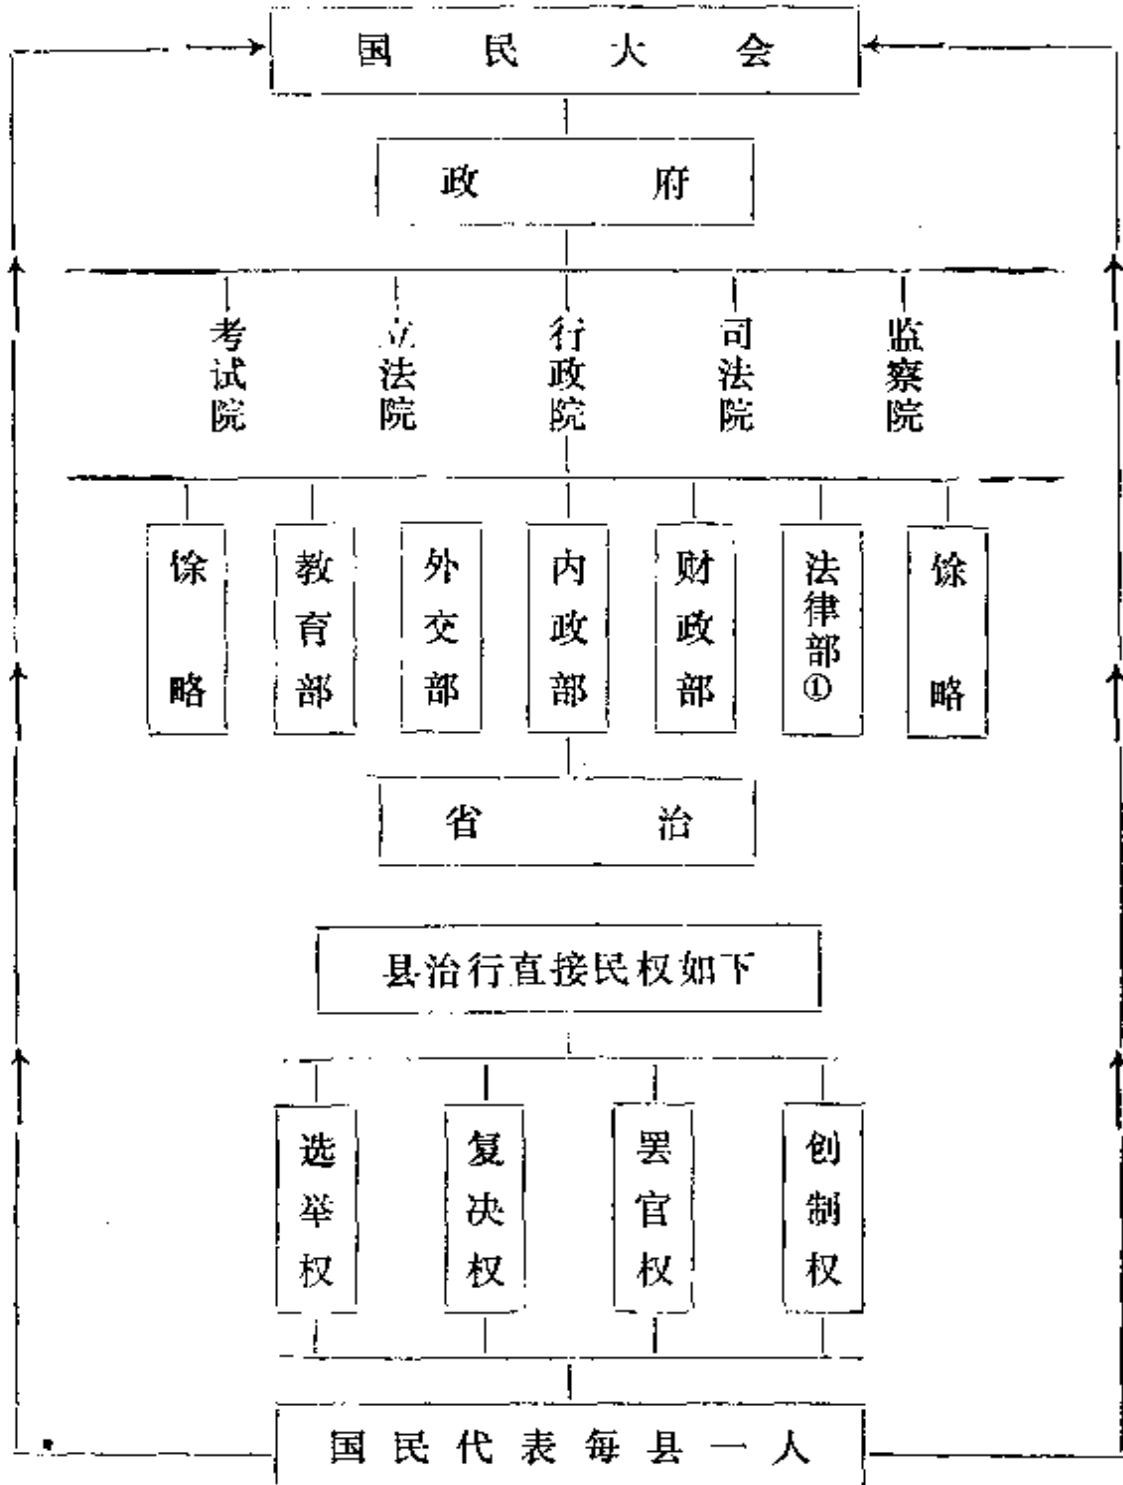 国民大会
政府
考试院
立法院
行政院
司法院
监察院
馀略
教育部
外交部
内政部
财政部
法律部①
馀略
省治
县治行直接民权如下
选举权
复决权
罢官权
创制权
国民代表每县一人